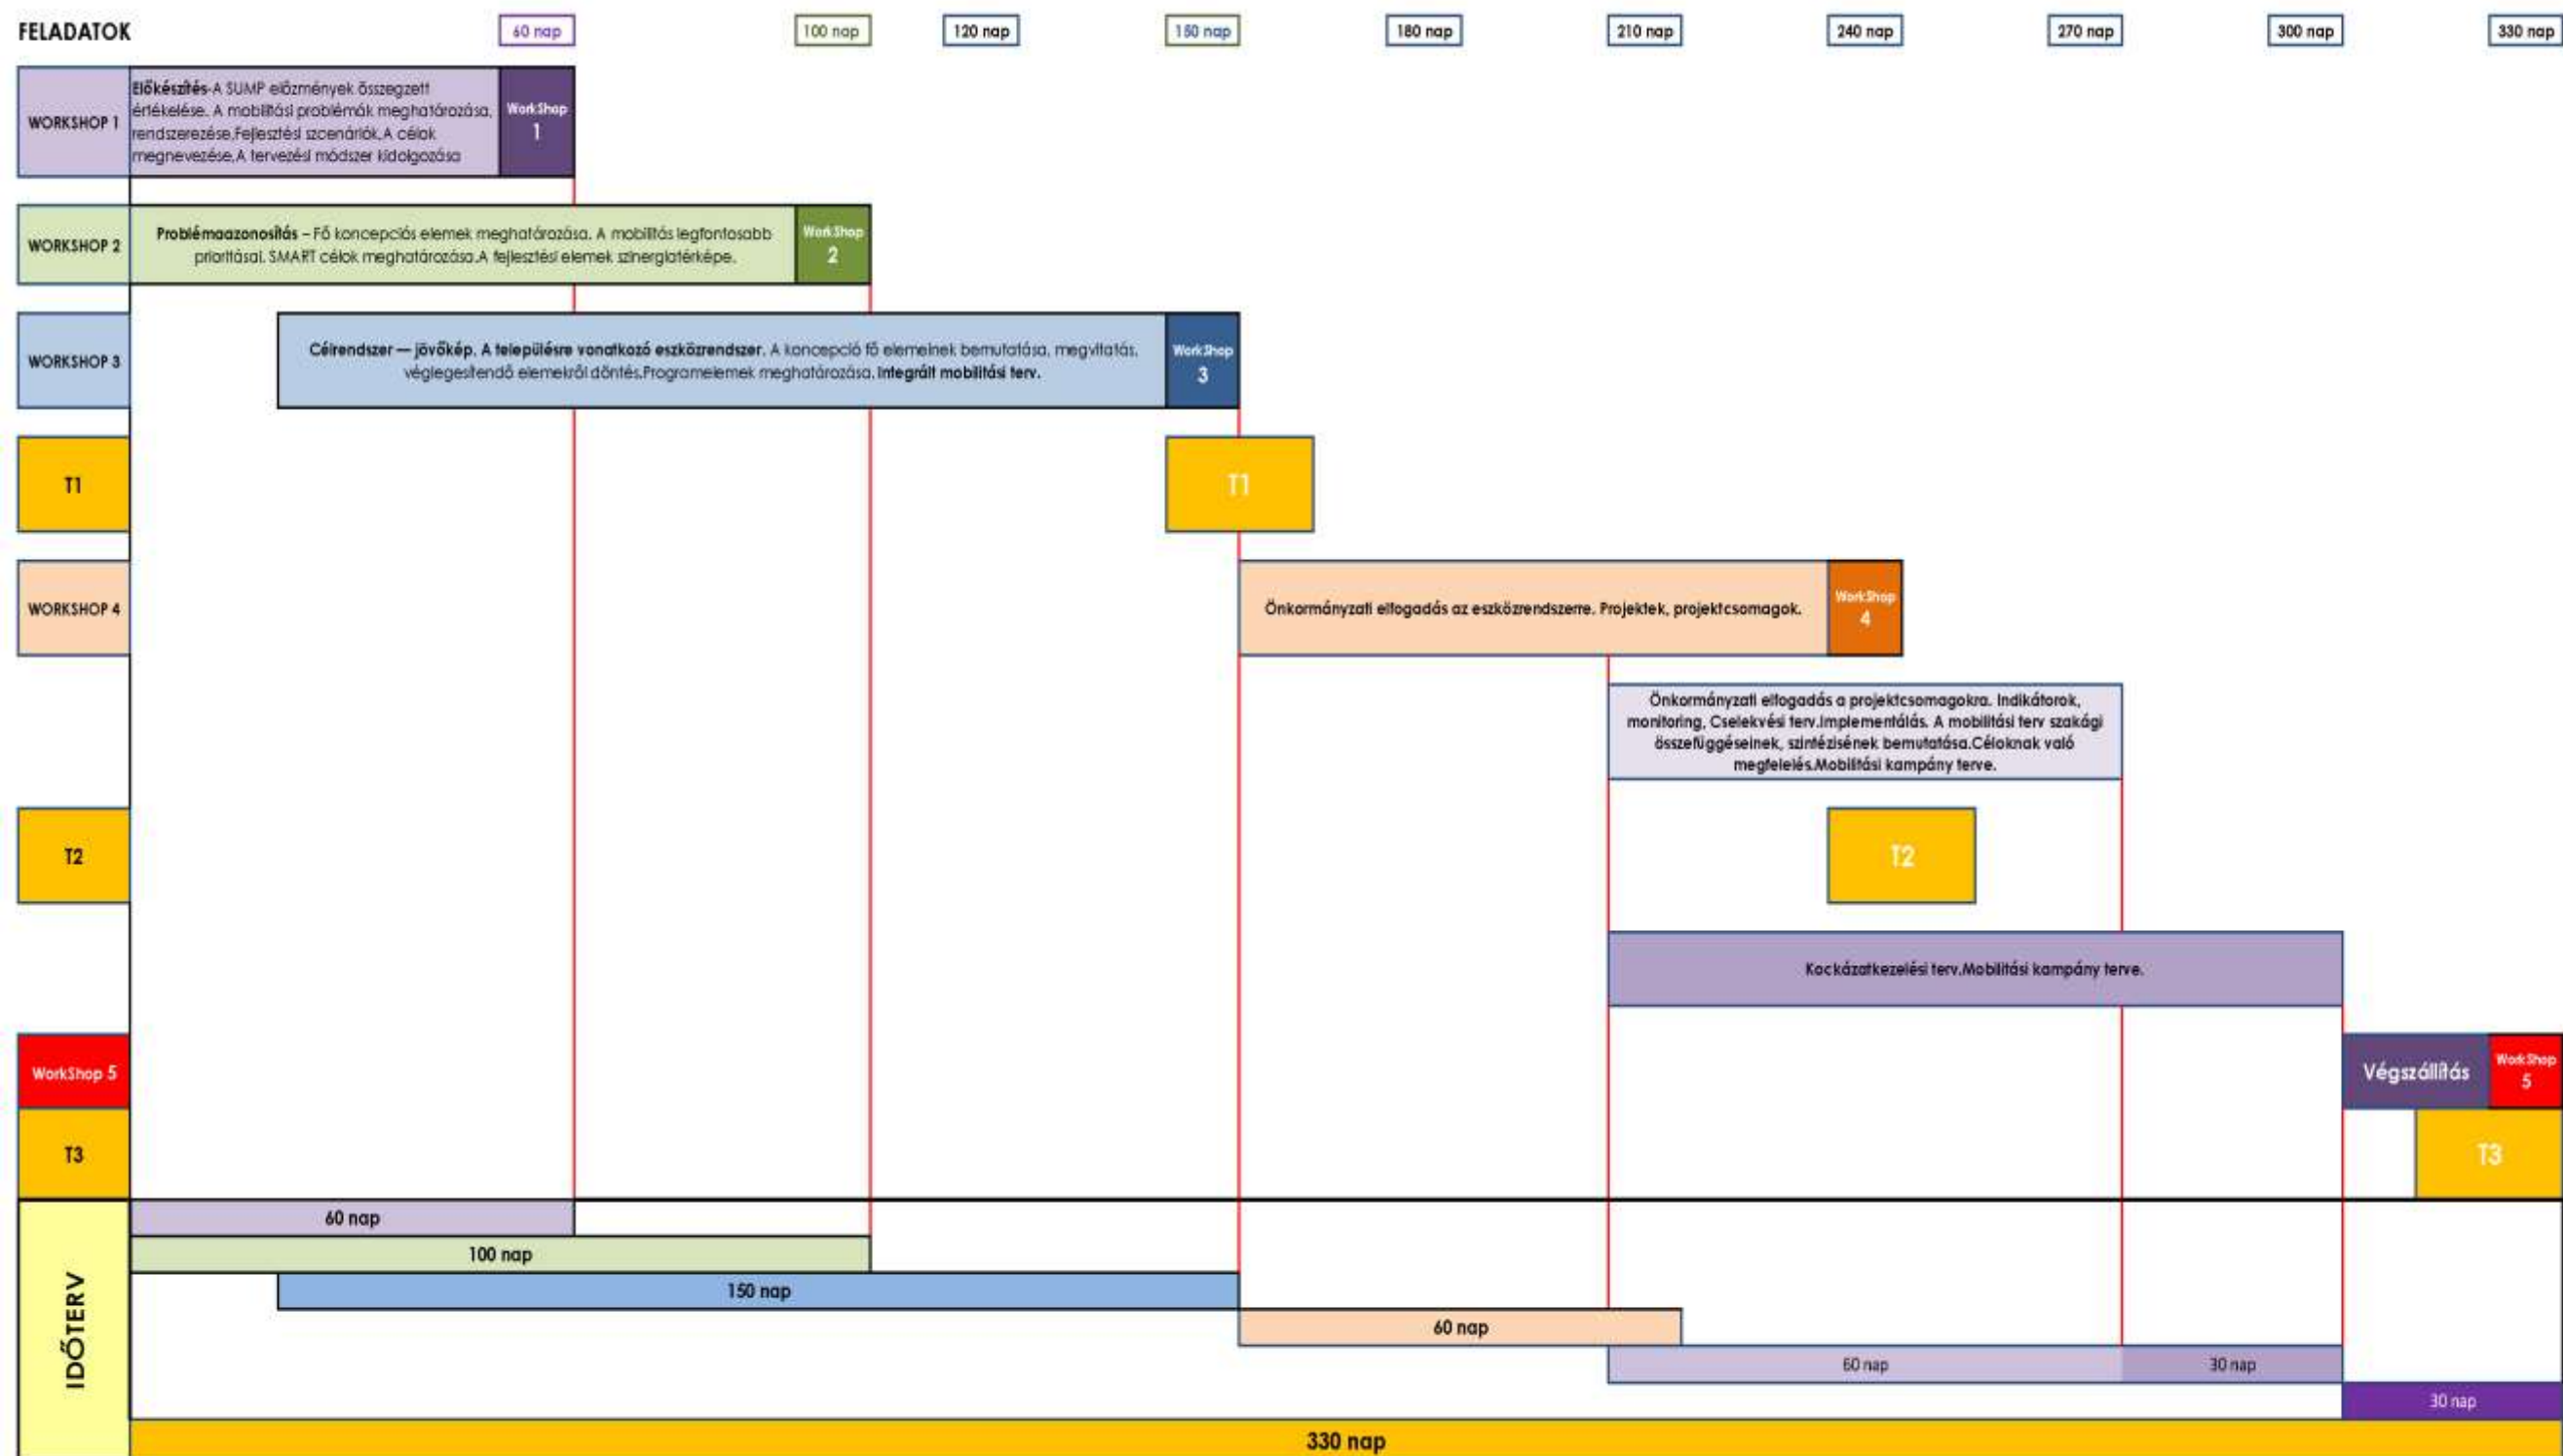 FELADATOK
60 nap
100 nap
120 nap
150 nap
180 nap
210 nap
240 nap
270 nap
300 nap
330 nap
WORKSHOP 1
Előkészítés-A SUMP előzmények összegzett
értékelése. A mobilitási problémák meghatározása,
rendszerezése,Fejlesztési szcenáriók,A célok
megnevezése,A tervezési módszer kidolgozása
WorkShop
1
WORKSHOP 2
Problémaazonosítás – Fő koncepciós elemek meghatározása. A mobilitás legfontosabb
prioritásai. SMART célok meghatározása.A fejlesztési elemek szinergiatérképe.
WorkShop
2
WORKSHOP 3
Célrendszer — jövőkép. A településre vonatkozó eszközrendszer. A koncepció fő elemeinek bemutatása, megvitatás,
véglegesítendő elemekről döntés.Programelemek meghatározása. Integrált mobilitási terv.
WorkShop
3
T1
T1
WORKSHOP 4
Önkormányzati elfogadás az eszközrendszerre. Projektek, projektcsomagok.
WorkShop
4
Önkormányzati elfogadás a projektcsomagokra. Indikátorok,
monitoring, Cselekvési terv.Implementálás. A mobilitási terv szakági
összefüggéseinek, szintézisének bemutatása.Céloknak való
megfelelés.Mobilitási kampány terve.
T2
T2
Kockázatkezelési terv.Mobilitási kampány terve.
WorkShop 5
Végszállítás
WorkShop
5
T3
T3
IDŐTERV
60 nap
100 nap
150 nap
60 nap
60 nap
30 nap
30 nap
330 nap